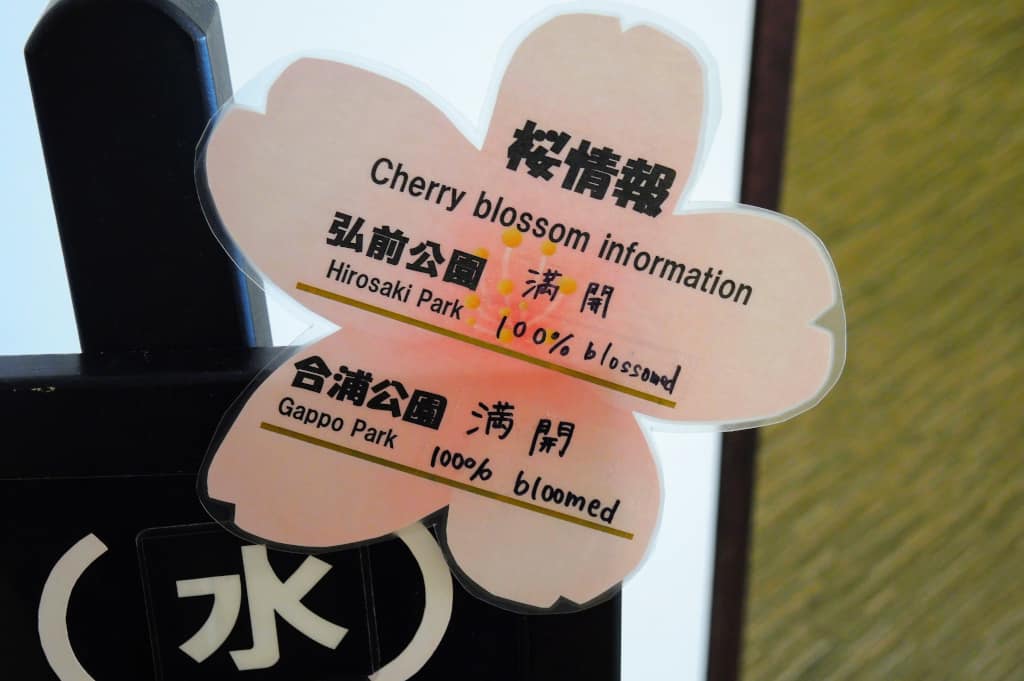 桜情報
Cherry blossom information
弘前公園 満開
Hirosaki Park 100% blossomed
合浦公園 満開
Gappo Park 100% bloomed
(水)